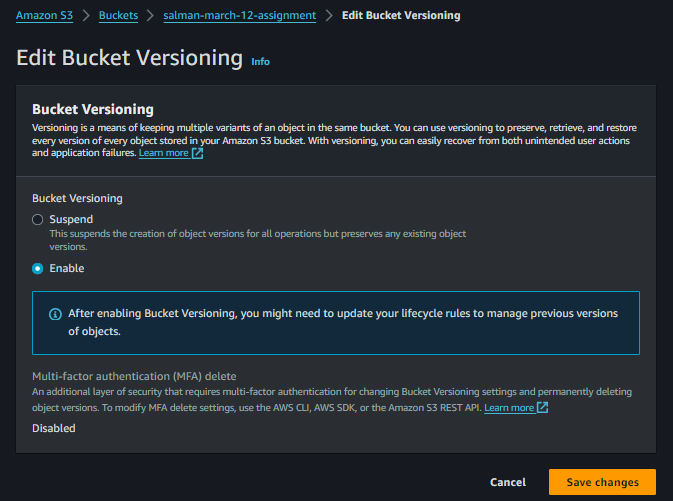 Amazon S3 > Buckets > salman-march-12-assignment > Edit Bucket Versioning
Edit Bucket Versioning Info
Bucket Versioning
Versioning is a means of keeping multiple variants of an object in the same bucket. You can use versioning to preserve, retrieve, and restore
every version of every object stored in your Amazon S3 bucket. With versioning, you can easily recover from both unintended user actions
and application failures. Learn more
Bucket Versioning
Suspend
This suspends the creation of object versions for all operations but preserves any existing object
versions.
Enable
After enabling Bucket Versioning, you might need to update your lifecycle rules to manage previous versions
of objects.
Multi-factor authentication (MFA) delete
An additional layer of security that requires multi-factor authentication for changing Bucket Versioning settings and permanently deleting
object versions. To modify MFA delete settings, use the AWS CLI, AWS SDK, or the Amazon S3 REST API. Learn more
Disabled
Cancel Save changes